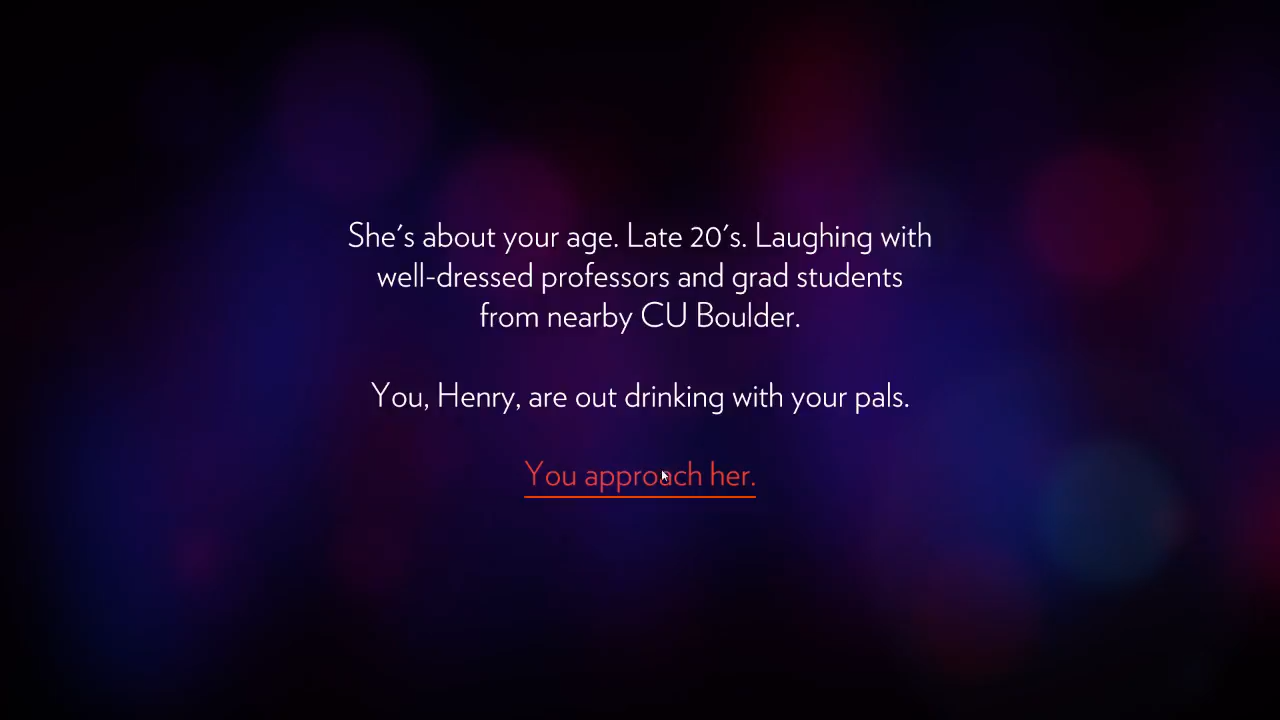 She's about your age. Late 20's. Laughing with
well-dressed professors and grad students
from nearby CU Boulder.
You, Henry, are out drinking with your pals.
You approach her.